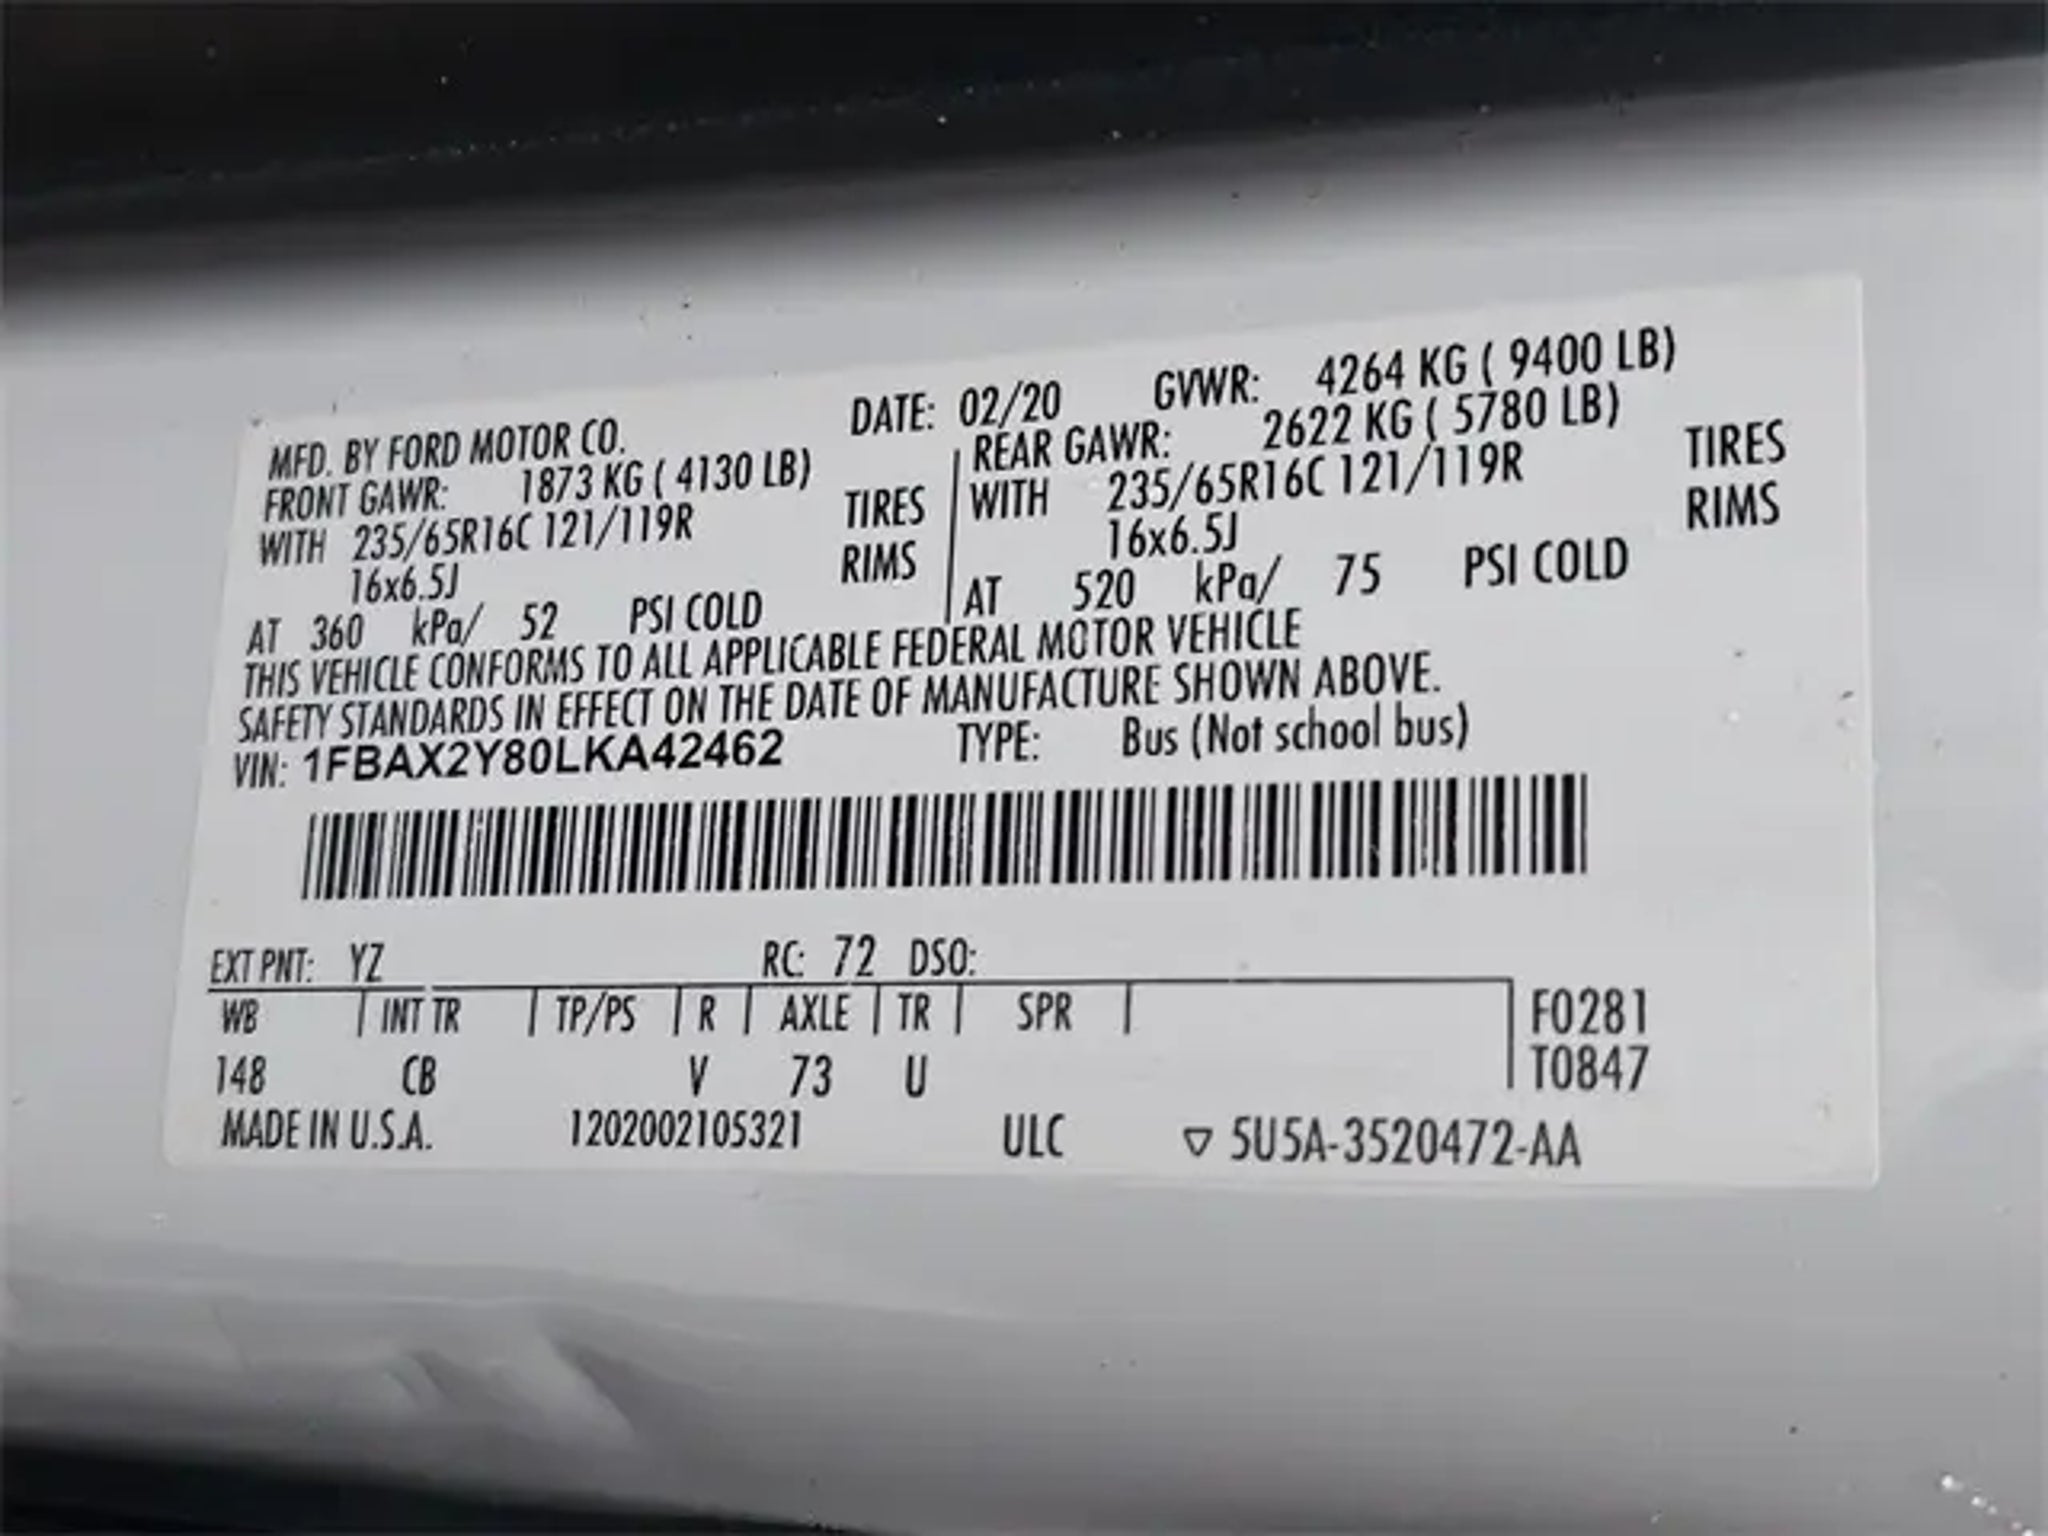 MFD. BY FORD MOTOR CO. DATE: 02/20 GVWR: 4264 KG ( 9400 LB)
FRONT GAWR: 1873 KG ( 4130 LB) REAR GAWR: 2622 KG ( 5780 LB)
WITH 235/65R16C 121/119R TIRES WITH 235/65R16C 121/119R TIRES
16x6.5J RIMS 16x6.5J RIMS
AT 360 kPa/ 52 PSI COLD AT 520 kPa/ 75 PSI COLD
THIS VEHICLE CONFORMS TO ALL APPLICABLE FEDERAL MOTOR VEHICLE
SAFETY STANDARDS IN EFFECT ON THE DATE OF MANUFACTURE SHOWN ABOVE.
VIN: 1FBAX2Y80LKA42462 TYPE: Bus (Not school bus)
EXT PNT: YZ RC: 72 DSO:
WB INT TR TP/PS R AXLE TR SPR F0281
148 CB V 73 U T0847
MADE IN U.S.A. 1202002105321 ULC ▽ 5U5A-3520472-AA